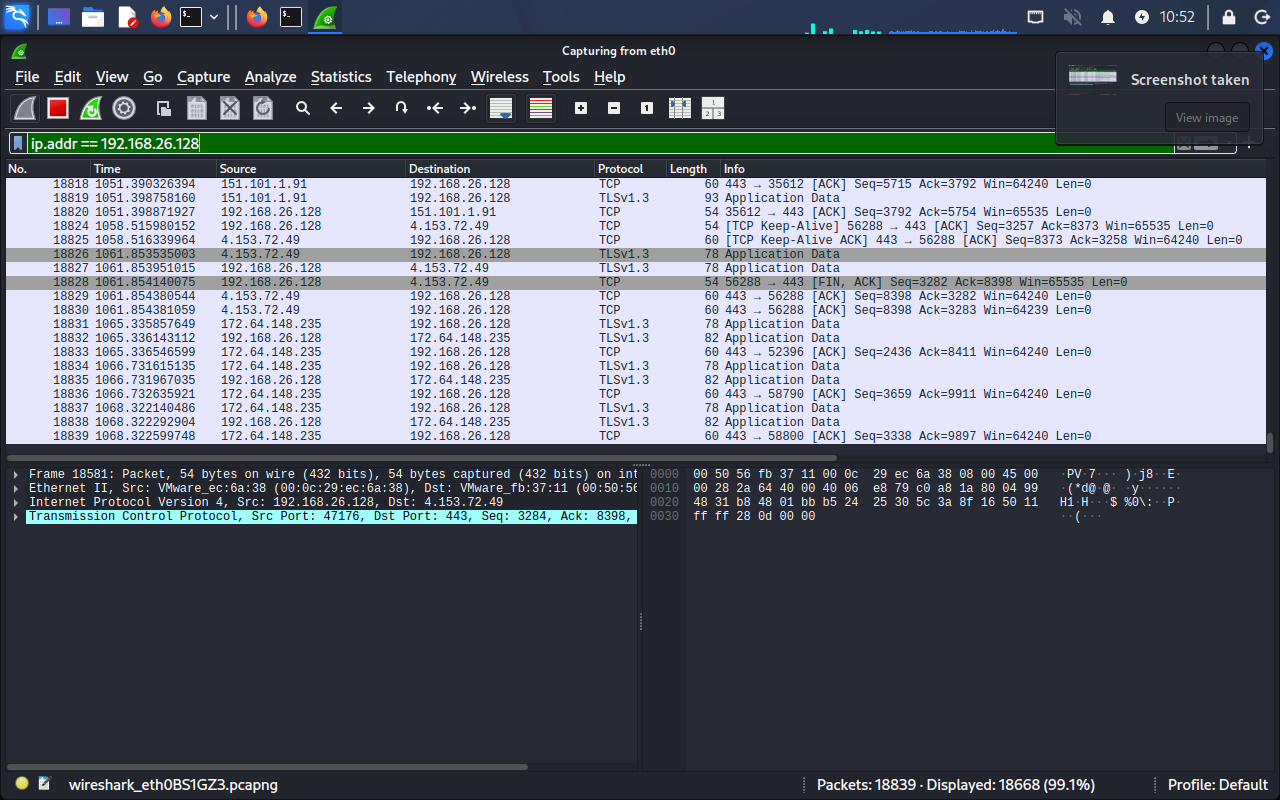 10:52
Capturing from eth0
File Edit View Go Capture Analyze Statistics Telephony Wireless Tools Help
Screenshot taken
View image
ip.addr == 192.168.26.128
No. Time Source Destination Protocol Length Info
18818 1051.390326394 151.101.1.91 192.168.26.128 TCP 60 443 → 35612 [ACK] Seq=5715 Ack=3792 Win=64240 Len=0
18819 1051.398758160 151.101.1.91 192.168.26.128 TLSv1.3 93 Application Data
18820 1051.398871927 192.168.26.128 151.101.1.91 TCP 54 35612 → 443 [ACK] Seq=3792 Ack=5754 Win=65535 Len=0
18824 1058.515980152 192.168.26.128 4.153.72.49 TCP 54 [TCP Keep-Alive] 56288 → 443 [ACK] Seq=3257 Ack=8373 Win=65535 Len=0
18825 1058.516339964 4.153.72.49 192.168.26.128 TCP 60 [TCP Keep-Alive ACK] 443 → 56288 [ACK] Seq=8373 Ack=3258 Win=64240 Len=0
18826 1061.853535003 4.153.72.49 192.168.26.128 TLSv1.3 78 Application Data
18827 1061.853951015 192.168.26.128 4.153.72.49 TLSv1.3 78 Application Data
18828 1061.854140075 192.168.26.128 4.153.72.49 TCP 54 56288 → 443 [FIN, ACK] Seq=3282 Ack=8398 Win=65535 Len=0
18829 1061.854380544 4.153.72.49 192.168.26.128 TCP 60 443 → 56288 [ACK] Seq=8398 Ack=3282 Win=64240 Len=0
18830 1061.854381059 4.153.72.49 192.168.26.128 TCP 60 443 → 56288 [ACK] Seq=8398 Ack=3283 Win=64239 Len=0
18831 1065.335857649 172.64.148.235 192.168.26.128 TLSv1.3 78 Application Data
18832 1065.336143112 192.168.26.128 172.64.148.235 TLSv1.3 82 Application Data
18833 1065.336546599 172.64.148.235 192.168.26.128 TCP 60 443 → 52396 [ACK] Seq=2436 Ack=8411 Win=64240 Len=0
18834 1066.731615135 172.64.148.235 192.168.26.128 TLSv1.3 78 Application Data
18835 1066.731967035 192.168.26.128 172.64.148.235 TLSv1.3 82 Application Data
18836 1066.732635921 172.64.148.235 192.168.26.128 TCP 60 443 → 58790 [ACK] Seq=3659 Ack=9911 Win=64240 Len=0
18837 1068.322140486 172.64.148.235 192.168.26.128 TLSv1.3 78 Application Data
18838 1068.322292904 192.168.26.128 172.64.148.235 TLSv1.3 82 Application Data
18839 1068.322599748 172.64.148.235 192.168.26.128 TCP 60 443 → 58800 [ACK] Seq=3338 Ack=9897 Win=64240 Len=0
Frame 18581: Packet, 54 bytes on wire (432 bits), 54 bytes captured (432 bits) on int
Ethernet II, Src: VMware_ec:6a:38 (00:0c:29:ec:6a:38), Dst: VMware_fb:37:11 (00:50:56
Internet Protocol Version 4, Src: 192.168.26.128, Dst: 4.153.72.49
Transmission Control Protocol, Src Port: 47176, Dst Port: 443, Seq: 3284, Ack: 8398,
0000 00 50 56 fb 37 11 00 0c 29 ec 6a 38 08 00 45 00 ·PV·7··· )·j8··E·
0010 00 28 2a 64 40 00 40 06 e8 79 c0 a8 1a 80 04 99 ·(*d@·@· ·y······
0020 48 31 b8 48 01 bb b5 24 25 30 5c 3a 8f 16 50 11 H1·H···$ %0\:··P·
0030 ff ff 28 0d 00 00 ··(···
wireshark_eth0BS1GZ3.pcapng
Packets: 18839 · Displayed: 18668 (99.1%)
Profile: Default